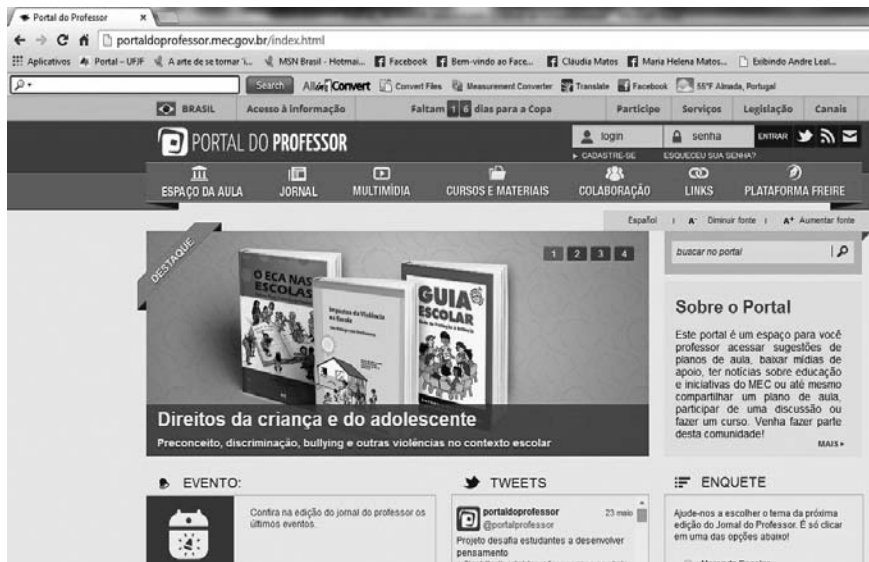 Portal do Professor
portaldoprofessor.mec.gov.br/index.html
Aplicativos Portal – UFJF A arte de se tornar 'i... MSN Brasil - Hotmai... Facebook Bem-vindo ao Face... Claudia Matos Maria Helena Matos... Exibindo Andre Leal...
Search Convert Convert Files Measurement Converter Translate Facebook 55°F Almada, Portugal
BRASIL Acesso à informação Faltam 16 dias para a Copa Participe Serviços Legislação Canais
PORTAL DO PROFESSOR
login senha ENTRAR
CADASTRE-SE ESQUECEU SUA SENHA?
ESPAÇO DA AULA JORNAL MULTIMÍDIA CURSOS E MATERIAIS COLABORAÇÃO LINKS PLATAFORMA FREIRE
Español A- Diminuir fonte A+ Aumentar fonte
DESTAQUE
1 2 3 4
buscar no portal
O ECA NAS ESCOLAS
Impactos da Violência
na Escola
GUIA
ESCOLAR
Direitos da criança e do adolescente
Preconceito, discriminação, bullying e outras violências no contexto escolar
Sobre o Portal
Este portal é um espaço para você
professor acessar sugestões de
planos de aula, baixar mídias de
apoio, ter notícias sobre educação
e iniciativas do MEC ou até mesmo
compartilhar um plano de aula,
participar de uma discussão ou
fazer um curso. Venha fazer parte
desta comunidade!
MAIS
EVENTO:
Confira na edição do jornal do professor os
últimos eventos.
TWEETS
portaldoprofessor 23 maio
@portalprofessor
Projeto desafia estudantes a desenvolver
pensamento
ENQUETE
Ajude-nos a escolher o tema da próxima
edição do Jornal do Professor. É só clicar
em uma das opções abaixo!